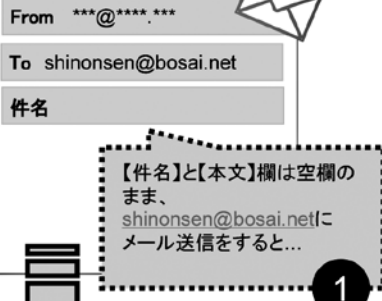 From ***@****.***
To shinonsen@bosai.net
件名
【件名】と【本文】欄は空欄の
まま、
shinonsen@bosai.netに
メール送信をすると…
1